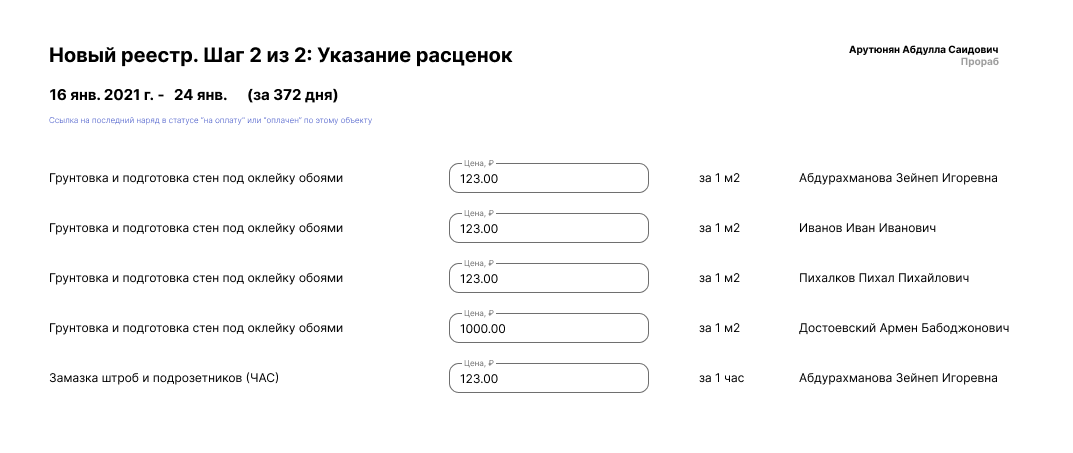 Новый реестр. Шаг 2 из 2: Указание расценок
Арутюнян Абдулла Саидович
Прораб
16 янв. 2021 г. - 24 янв. (за 372 дня)
Ссылка на последний наряд в статусе "на оплату" или "оплачен" по этому объекту
Цена, ₽
Грунтовка и подготовка стен под оклейку обоями 123.00 за 1 м2 Абдурахманова Зейнеп Игоревна
Цена, ₽
Грунтовка и подготовка стен под оклейку обоями 123.00 за 1 м2 Иванов Иван Иванович
Цена, ₽
Грунтовка и подготовка стен под оклейку обоями 123.00 за 1 м2 Пихалков Пихал Пихайлович
Цена, ₽
Грунтовка и подготовка стен под оклейку обоями 1000.00 за 1 м2 Достоевский Армен Бабоджонович
Цена, ₽
Замазка штроб и подрозетников (ЧАС) 123.00 за 1 час Абдурахманова Зейнеп Игоревна